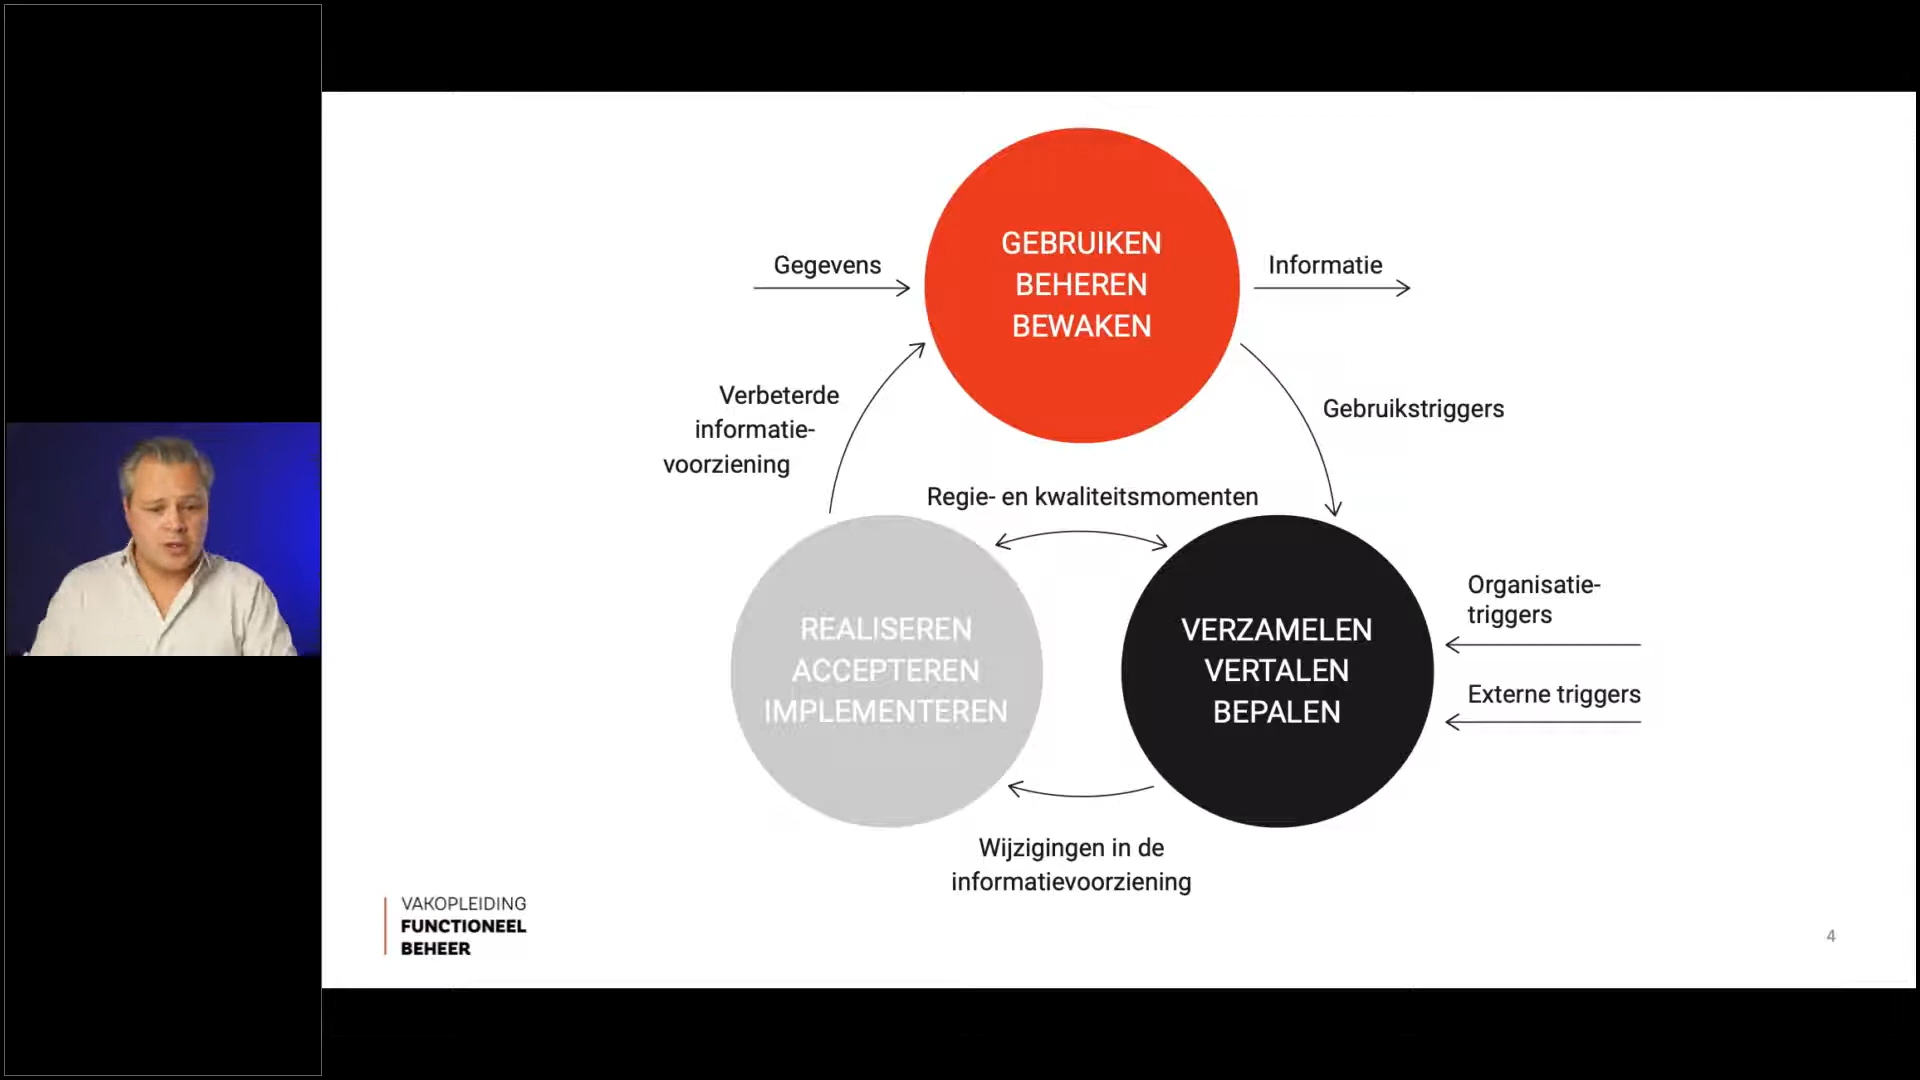 GEBRUIKEN
BEHEREN
BEWAKEN
Gegevens
Informatie
Verbeterde
informatie-
voorziening
Gebruikstriggers
Regie- en kwaliteitsmomenten
REALISEREN
ACCEPTEREN
IMPLEMENTEREN
VERZAMELEN
VERTALEN
BEPALEN
Organisatie-
triggers
Externe triggers
Wijzigingen in de
informatievoorziening
VAKOPLEIDING
FUNCTIONEEL
BEHEER
4